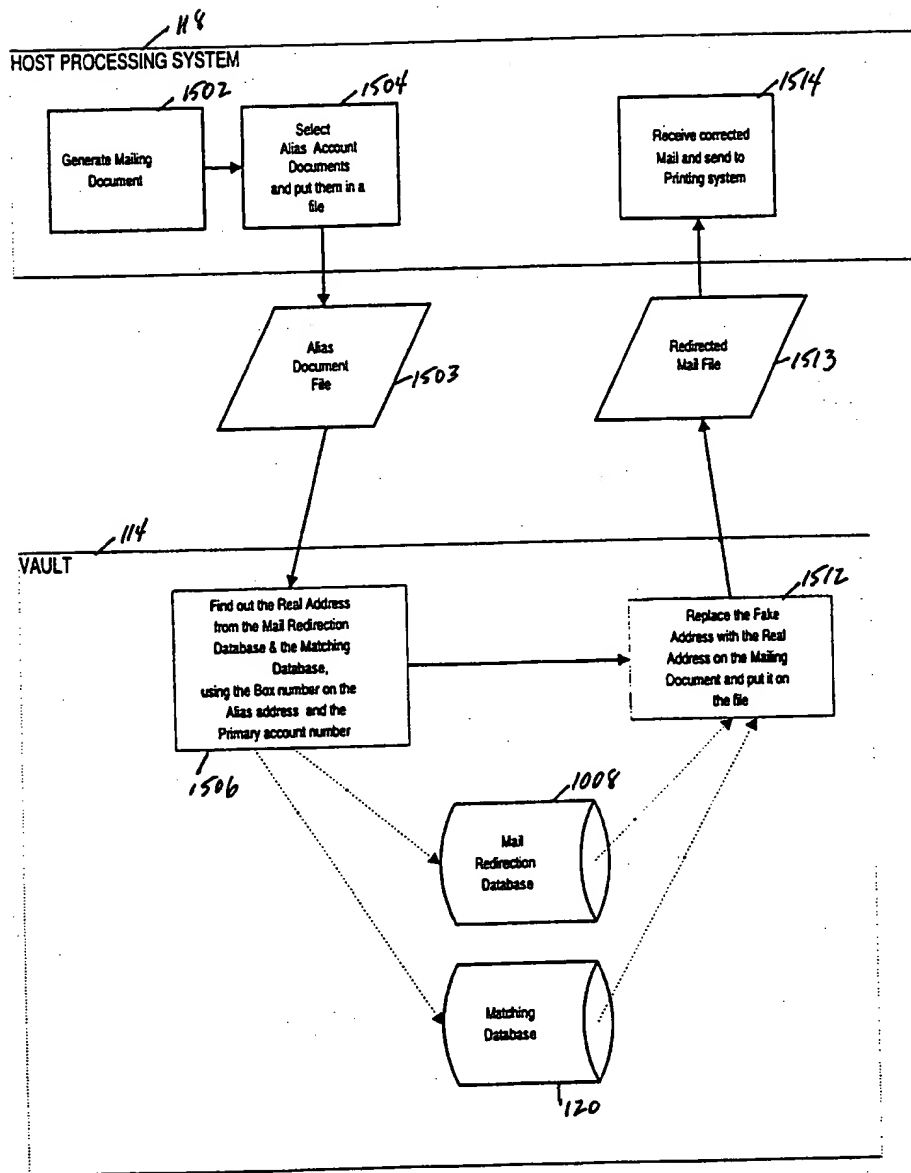 118
HOST PROCESSING SYSTEM
1502
Generate Mailing
Document
1504
Select
Alias Account
Documents
and put them in a
file
1514
Receive corrected
Mail and send to
Printing system
Alias
Document
File
1503
Redirected
Mail File
1513
114
VAULT
Find out the Real Address
from the Mail Redirection
Database & the Matching
Database,
using the Box number on the
Alias address and the
Primary account number
1506
1512
Replace the Fake
Address with the Real
Address on the Mailing
Document and put it on
the file
1008
Mail
Redirection
Database
Matching
Database
120